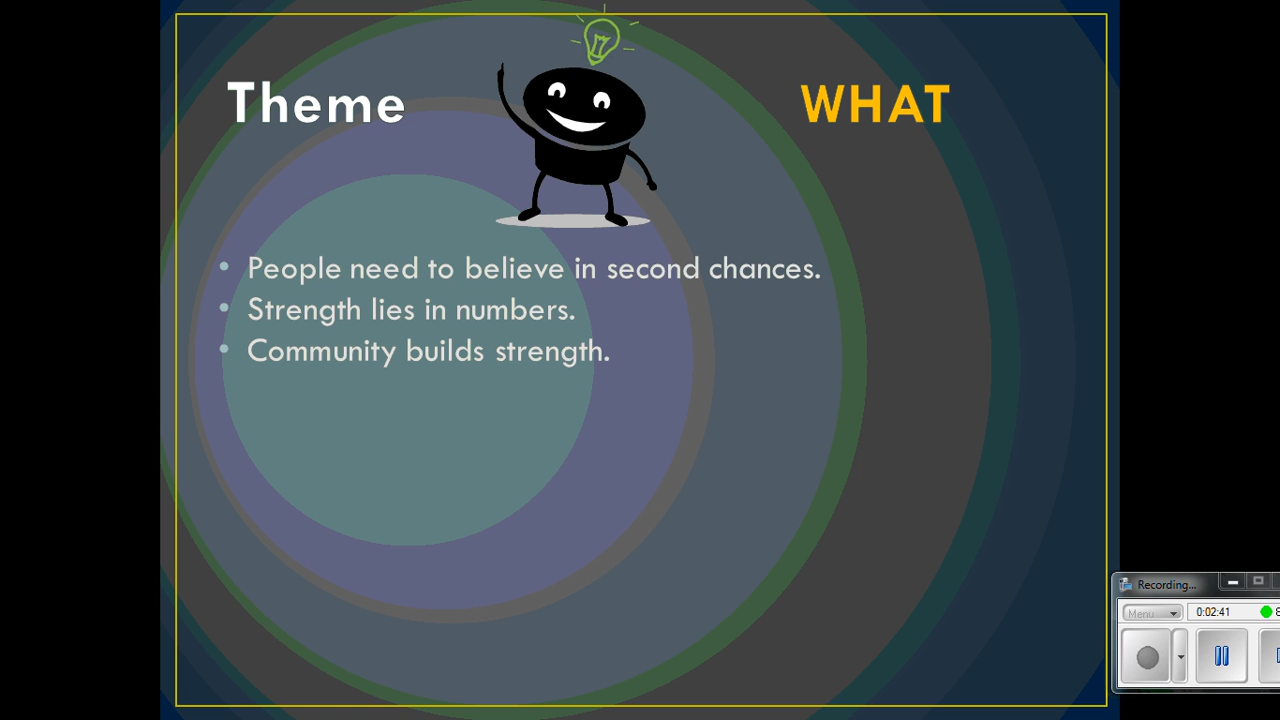 Theme
WHAT
• People need to believe in second chances.
• Strength lies in numbers.
• Community builds strength.
Recording...
Menu
0:02:41
8